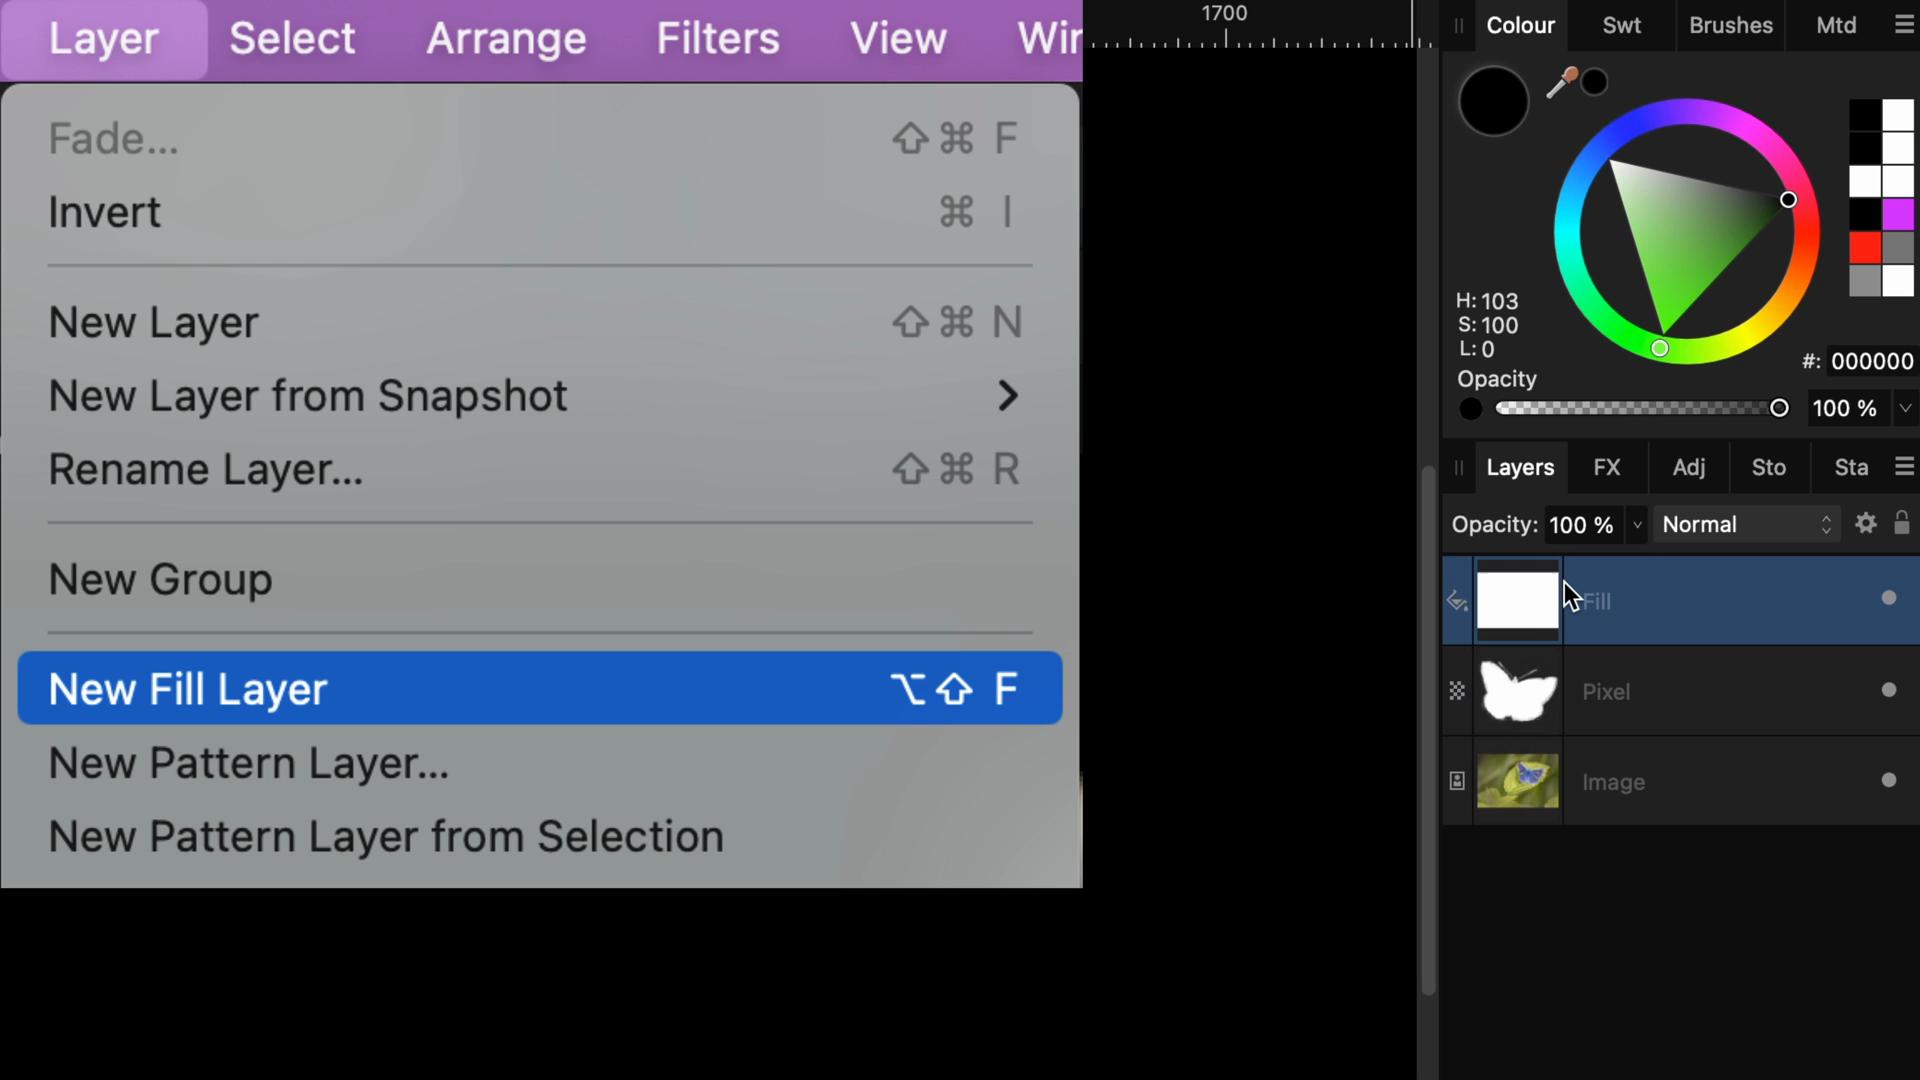 Layer Select Arrange Filters View Wir
Fade... ⇧⌘ F
Invert ⌘ I
New Layer ⇧⌘ N
New Layer from Snapshot
Rename Layer... ⇧⌘ R
New Group
New Fill Layer ⌥⇧ F
New Pattern Layer...
New Pattern Layer from Selection
1700
Colour Swt Brushes Mtd
H: 103
S: 100
L: 0
#: 000000
Opacity
100 %
Layers FX Adj Sto Sta
Opacity: 100 % Normal
Fill
Pixel
Image